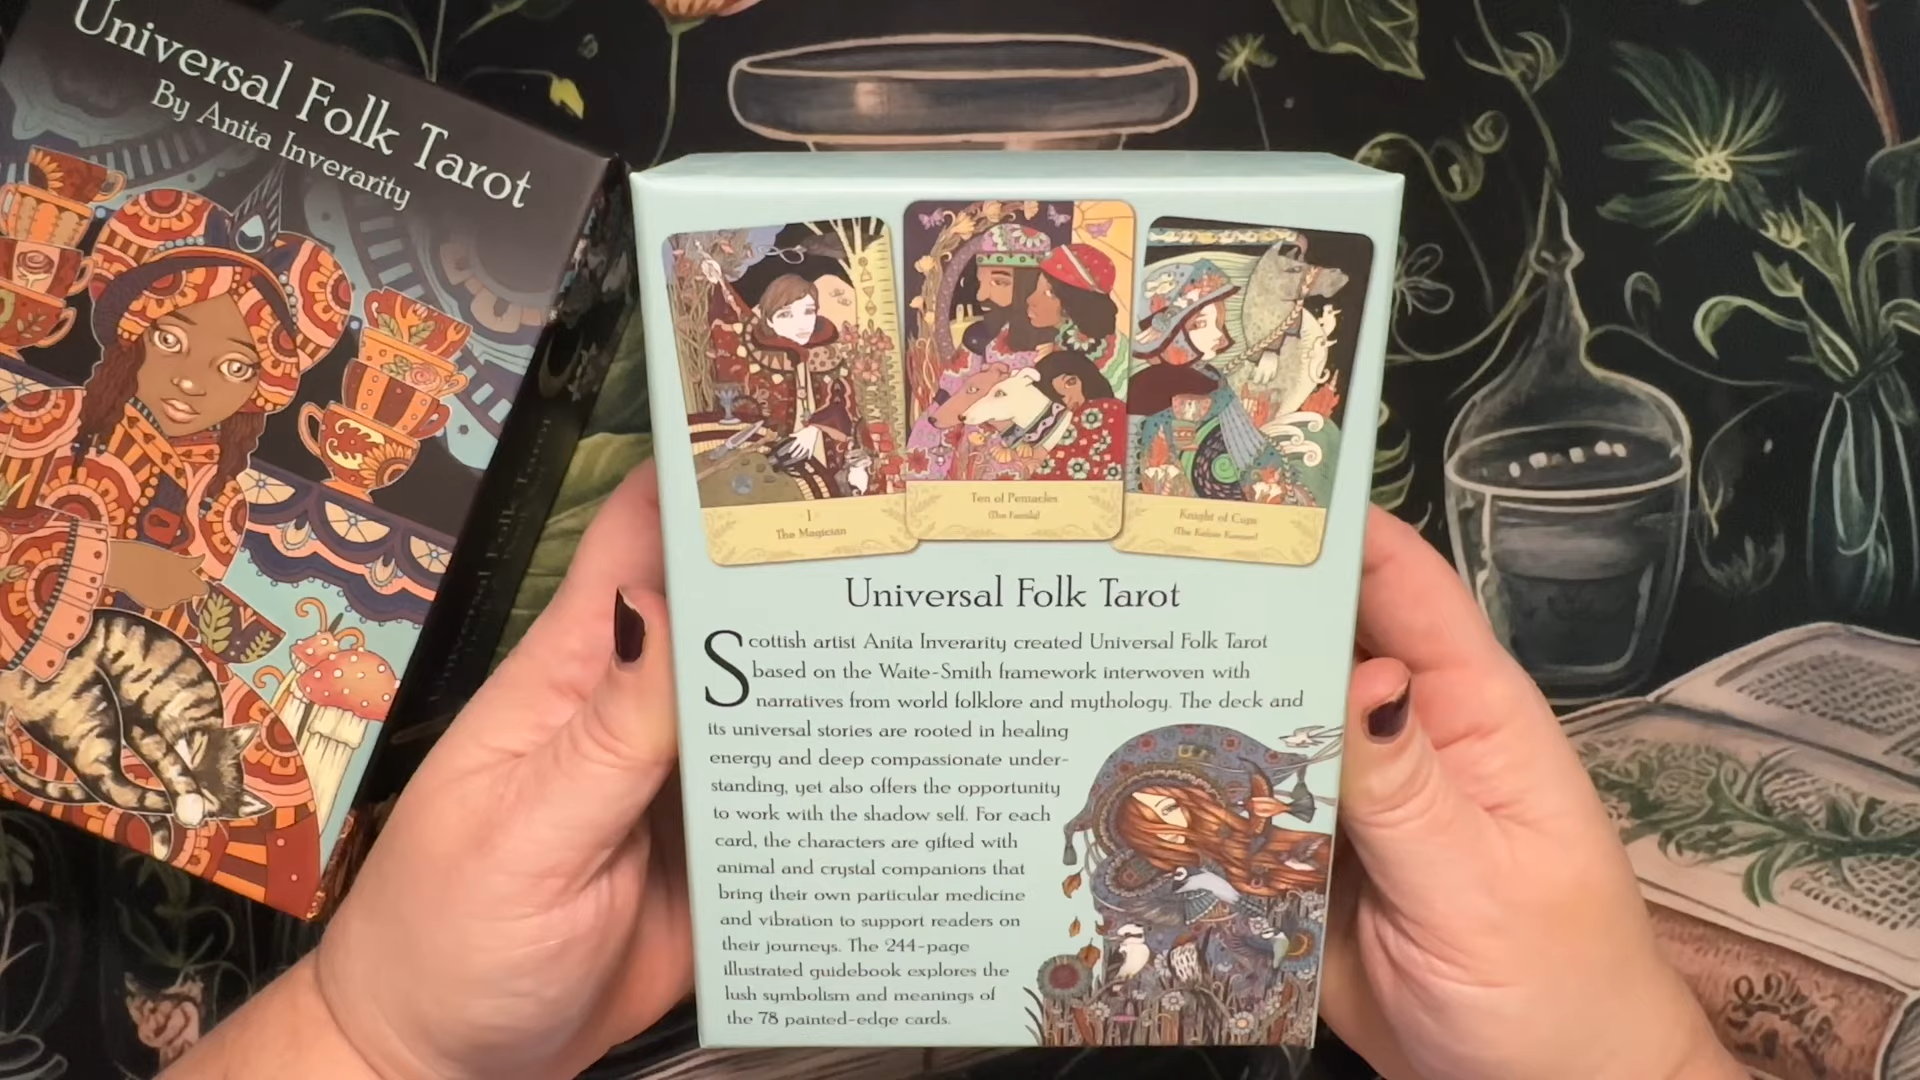 Universal Folk Tarot
By Anita Inverarity
I
The Magician
Ten of Pentacles
(The Family)
Knight of Cups
Universal Folk Tarot
Scottish artist Anita Inverarity created Universal Folk Tarot
based on the Waite-Smith framework interwoven with
narratives from world folklore and mythology. The deck and
its universal stories are rooted in healing
energy and deep compassionate under-
standing, yet also offers the opportunity
to work with the shadow self. For each
card, the characters are gifted with
animal and crystal companions that
bring their own particular medicine
and vibration to support readers on
their journeys. The 244-page
illustrated guidebook explores the
lush symbolism and meanings of
the 78 painted-edge cards.